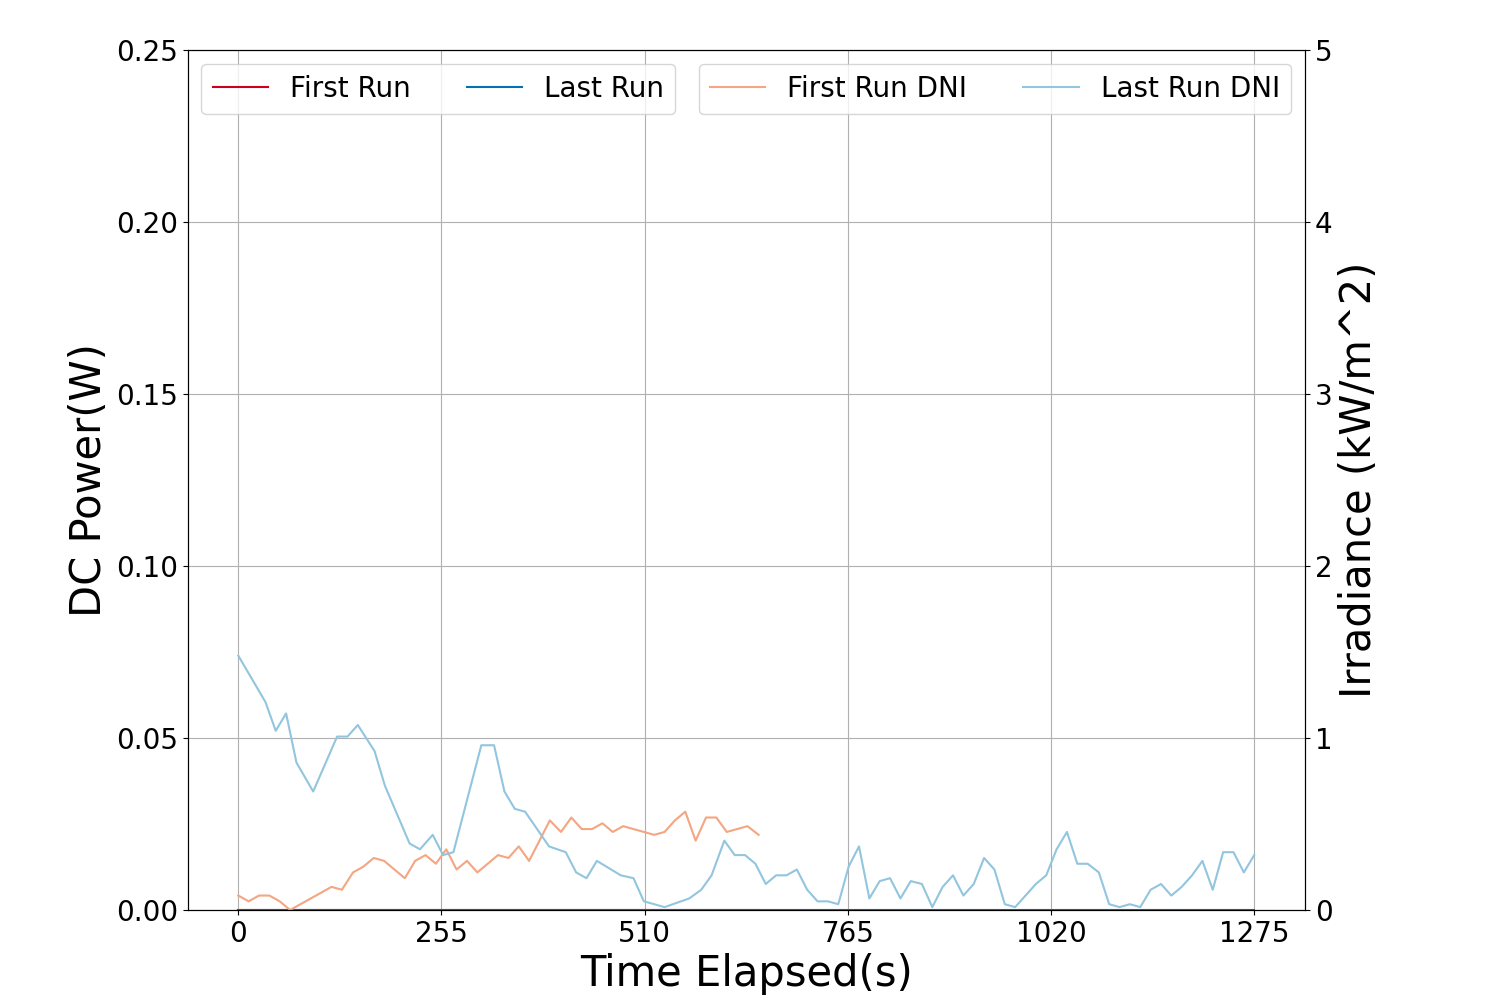 First Run
Last Run
First Run DNI
Last Run DNI
DC Power(W)
0.25
0.20
0.15
0.10
0.05
0.00
5
4
3
2
1
0
Irradiance (kW/m^2)
0 255 510 765 1020 1275
Time Elapsed(s)